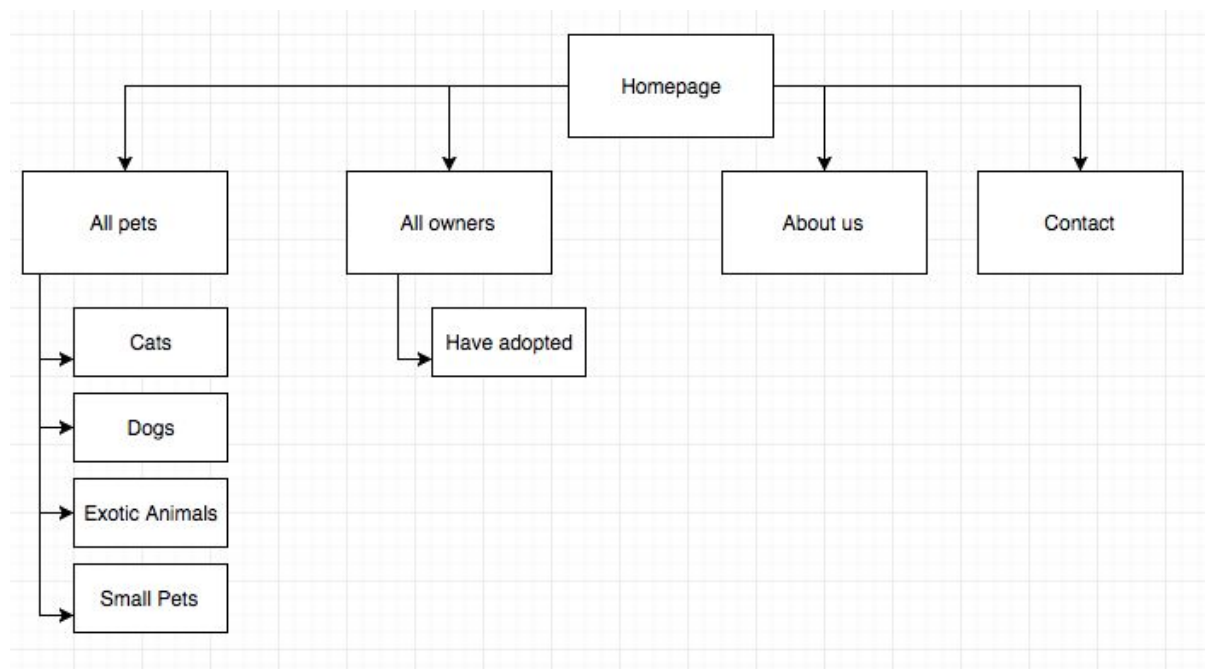 Homepage
All pets
All owners
About us
Contact
Cats
Have adopted
Dogs
Exotic Animals
Small Pets